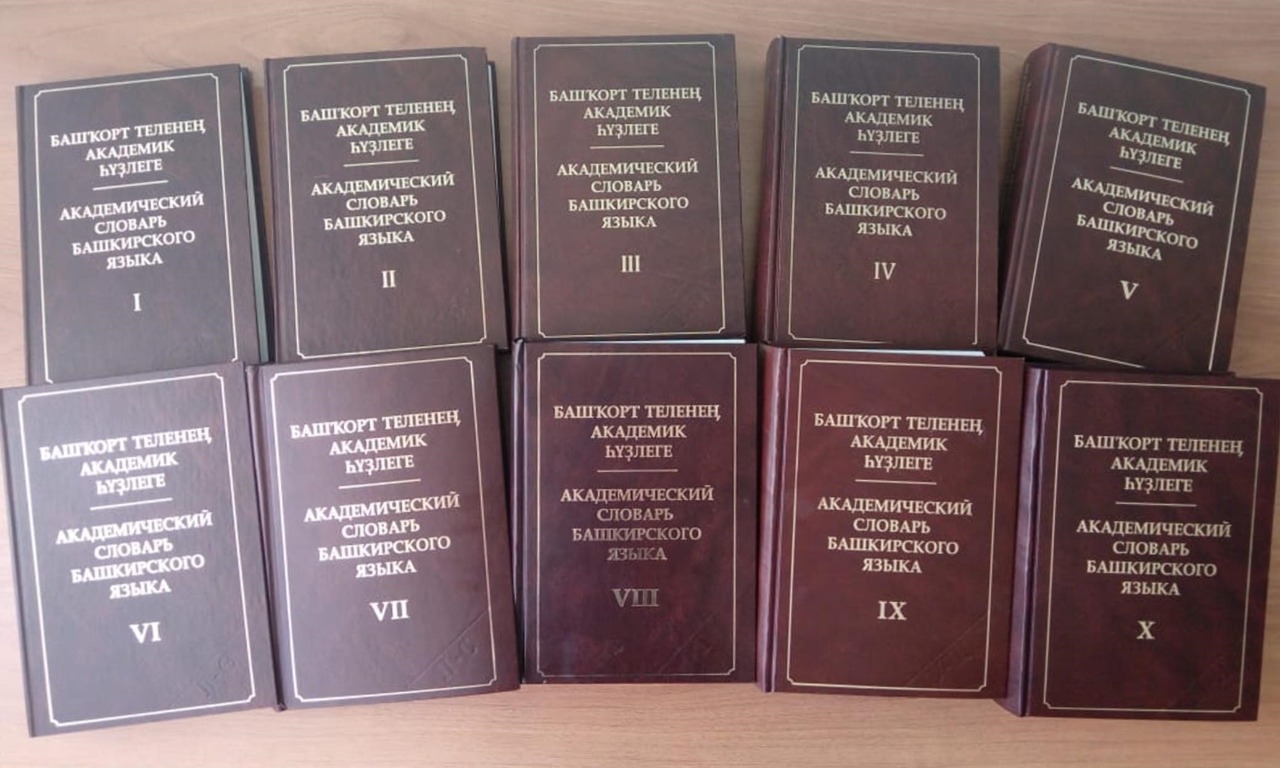 БАШҠОРТ ТЕЛЕНЕҢ
АКАДЕМИК
ҺҮҘЛЕГЕ
АКАДЕМИЧЕСКИЙ
СЛОВАРЬ
БАШКИРСКОГО
ЯЗЫКА
I
БАШҠОРТ ТЕЛЕНЕҢ
АКАДЕМИК
ҺҮҘЛЕГЕ
АКАДЕМИЧЕСКИЙ
СЛОВАРЬ
БАШКИРСКОГО
ЯЗЫКА
II
БАШҠОРТ ТЕЛЕНЕҢ
АКАДЕМИК
ҺҮҘЛЕГЕ
АКАДЕМИЧЕСКИЙ
СЛОВАРЬ
БАШКИРСКОГО
ЯЗЫКА
III
БАШҠОРТ ТЕЛЕНЕҢ
АКАДЕМИК
ҺҮҘЛЕГЕ
АКАДЕМИЧЕСКИЙ
СЛОВАРЬ
БАШКИРСКОГО
ЯЗЫКА
IV
БАШҠОРТ ТЕЛЕНЕҢ
АКАДЕМИК
ҺҮҘЛЕГЕ
АКАДЕМИЧЕСКИЙ
СЛОВАРЬ
БАШКИРСКОГО
ЯЗЫКА
V
БАШҠОРТ ТЕЛЕНЕҢ
АКАДЕМИК
ҺҮҘЛЕГЕ
АКАДЕМИЧЕСКИЙ
СЛОВАРЬ
БАШКИРСКОГО
ЯЗЫКА
VI
БАШҠОРТ ТЕЛЕНЕҢ
АКАДЕМИК
ҺҮҘЛЕГЕ
АКАДЕМИЧЕСКИЙ
СЛОВАРЬ
БАШКИРСКОГО
ЯЗЫКА
VII
БАШҠОРТ ТЕЛЕНЕҢ
АКАДЕМИК
ҺҮҘЛЕГЕ
АКАДЕМИЧЕСКИЙ
СЛОВАРЬ
БАШКИРСКОГО
ЯЗЫКА
VIII
БАШҠОРТ ТЕЛЕНЕҢ
АКАДЕМИК
ҺҮҘЛЕГЕ
АКАДЕМИЧЕСКИЙ
СЛОВАРЬ
БАШКИРСКОГО
ЯЗЫКА
IX
БАШҠОРТ ТЕЛЕНЕҢ
АКАДЕМИК
ҺҮҘЛЕГЕ
АКАДЕМИЧЕСКИЙ
СЛОВАРЬ
БАШКИРСКОГО
ЯЗЫКА
X